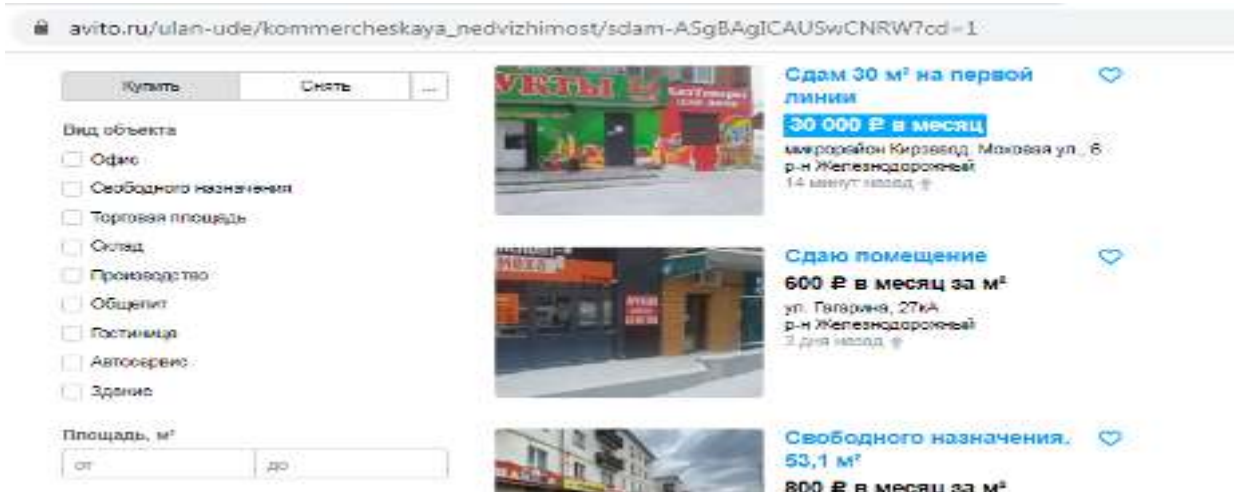 avito.ru/ulan-ude/kommercheskaya_nedvizhimost/sdam-ASgBAgICAUSwCNRW?cd=1
Купить Снять ...
Вид объекта
Офис
Свободного назначения
Торговая площадь
Склад
Производство
Общепит
Гостиница
Автосервис
Здание
Площадь, м²
от до
Сдам 30 м² на первой
линии
30 000 ₽ в месяц
микрорайон Кирзавод, Моховая ул., 6
р-н Железнодорожный
14 минут назад
Сдаю помещение
600 ₽ в месяц за м²
ул. Гагарина, 27кА
р-н Железнодорожный
Свободного назначения,
53,1 м²
800 ₽ в месяц за м²